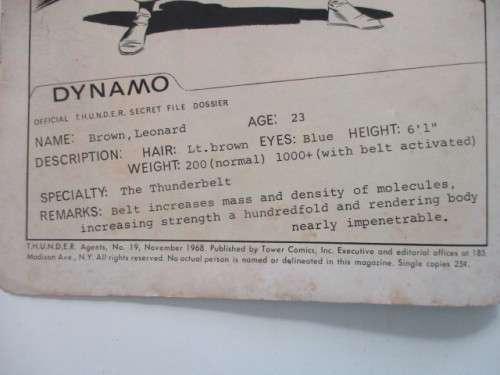 DYNAMO
OFFICIAL T.H.U.N.D.E.R. SECRET FILE DOSSIER
NAME: Brown, Leonard AGE: 23
DESCRIPTION: HAIR: Lt.brown EYES: Blue HEIGHT: 6'1"
WEIGHT: 200 (normal) 1000+ (with belt activated)
SPECIALTY: The Thunderbelt
REMARKS: Belt increases mass and density of molecules,
increasing strength a hundredfold and rendering body
nearly impenetrable.
T.H.U.N.D.E.R. Agents, No. 19, November 1968. Published by Tower Comics, Inc. Executive and editorial offices at 185
Madison Ave., N.Y. All rights reserved. No actual person is named or delineated in this magazine. Single copies 25¢.